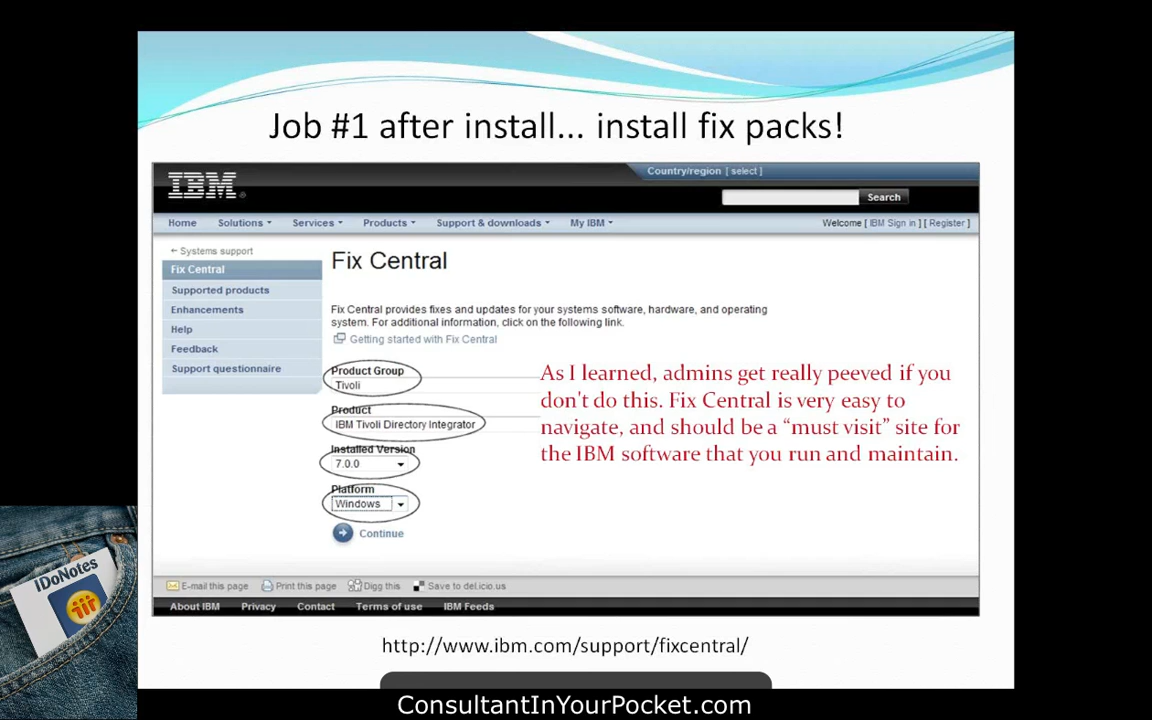 Job #1 after install... install fix packs!
IBM
Country/region [ select ]
Search
Home Solutions Services Products Support & downloads My IBM Welcome [ IBM Sign in ] [ Register ]
← Systems support
Fix Central
Supported products
Enhancements
Help
Feedback
Support questionnaire
Fix Central
Fix Central provides fixes and updates for your systems software, hardware, and operating
system. For additional information, click on the following link.
Getting started with Fix Central
Product Group
Tivoli
Product
IBM Tivoli Directory Integrator
Installed Version
7.0.0
Platform
Windows
Continue
As I learned, admins get really peeved if you
don't do this. Fix Central is very easy to
navigate, and should be a “must visit” site for
the IBM software that you run and maintain.
E-mail this page Print this page Digg this Save to del.icio.us
About IBM Privacy Contact Terms of use IBM Feeds
http://www.ibm.com/support/fixcentral/
IDoNotes
ConsultantInYourPocket.com